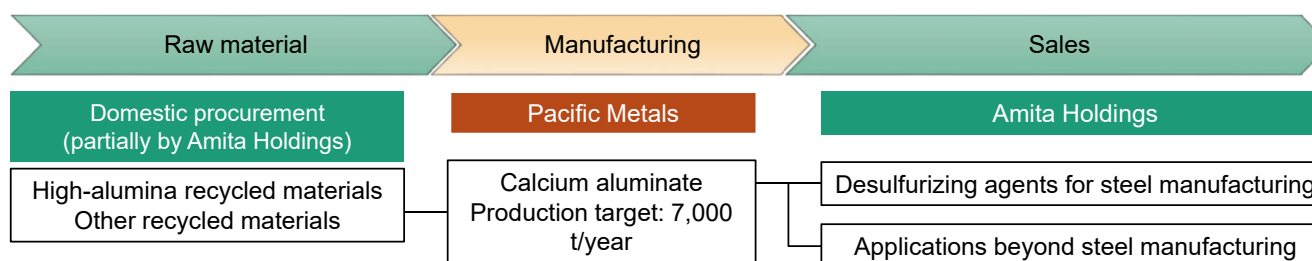 Raw material
Manufacturing
Sales
Domestic procurement
(partially by Amita Holdings)
Pacific Metals
Amita Holdings
High-alumina recycled materials
Other recycled materials
Calcium aluminate
Production target: 7,000
t/year
Desulfurizing agents for steel manufacturing
Applications beyond steel manufacturing